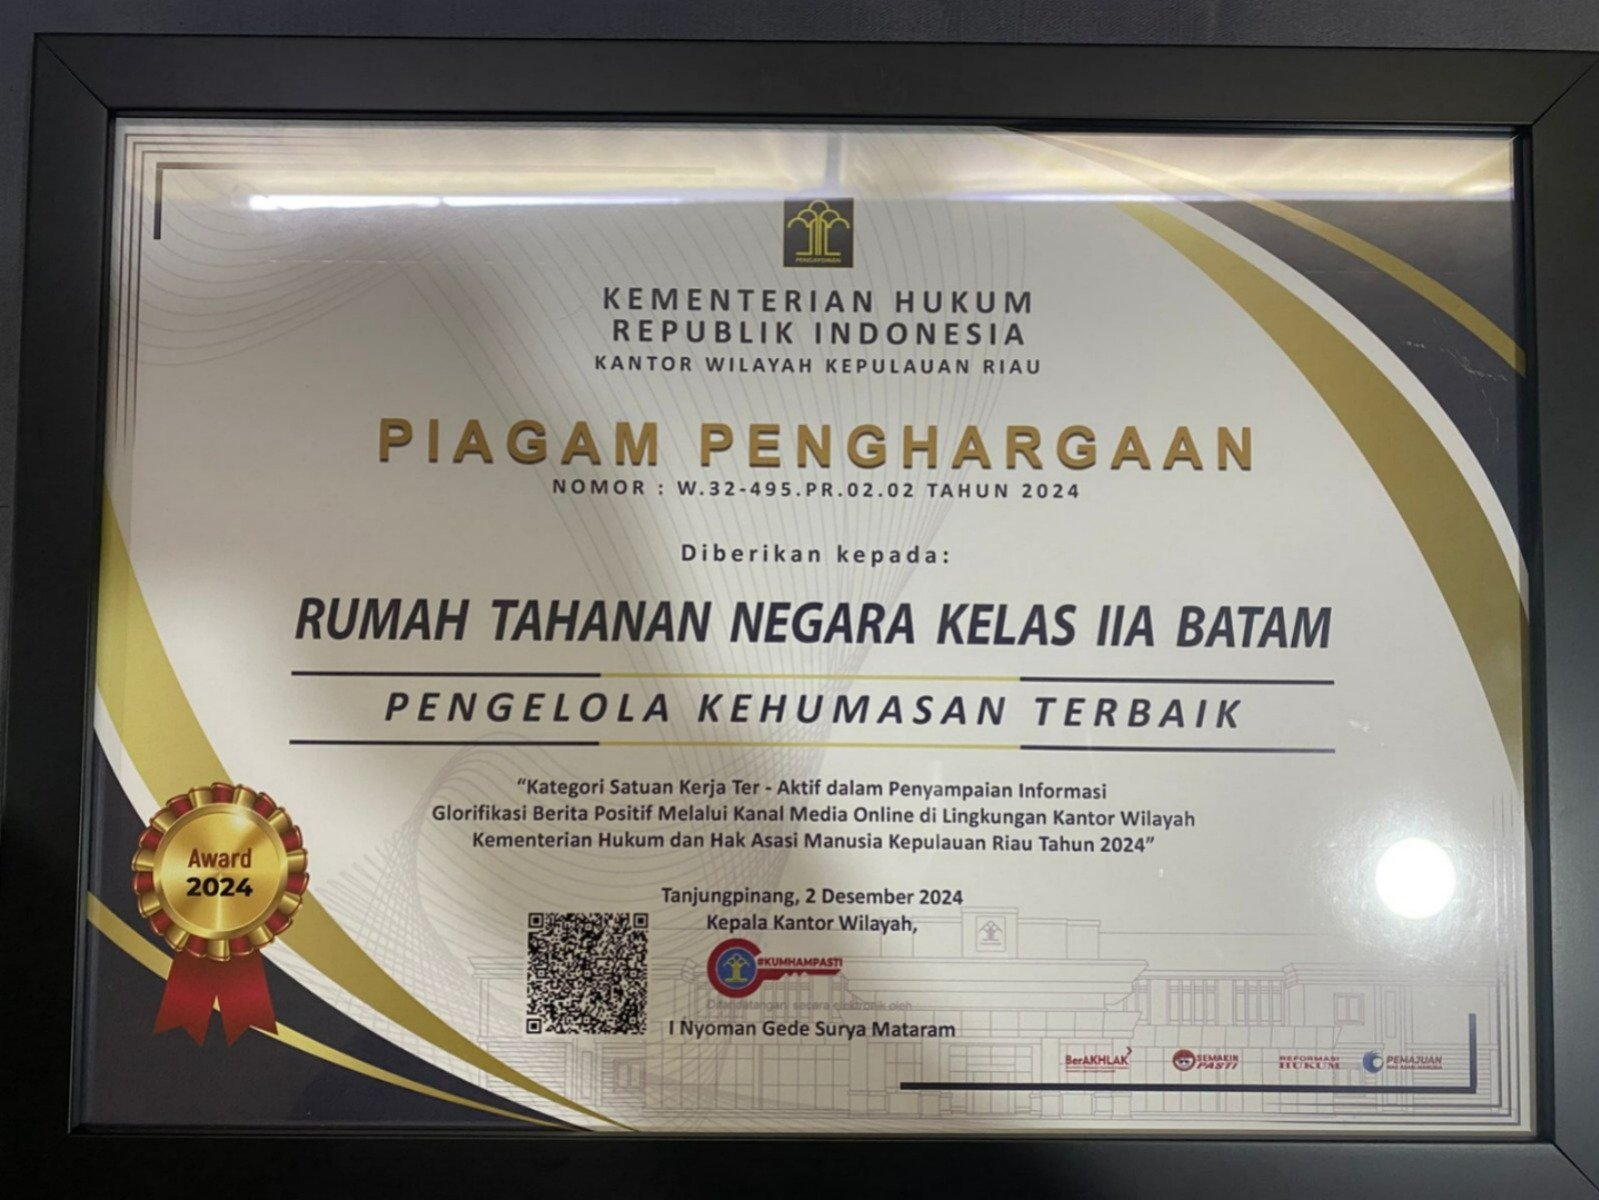 PENGAYOMAN
KEMENTERIAN HUKUM
REPUBLIK INDONESIA
KANTOR WILAYAH KEPULAUAN RIAU
PIAGAM PENGHARGAAN
NOMOR : W.32-495.PR.02.02 TAHUN 2024
Diberikan kepada:
RUMAH TAHANAN NEGARA KELAS IIA BATAM
PENGELOLA KEHUMASAN TERBAIK
“Kategori Satuan Kerja Ter - Aktif dalam Penyampaian Informasi
Glorifikasi Berita Positif Melalui Kanal Media Online di Lingkungan Kantor Wilayah
Kementerian Hukum dan Hak Asasi Manusia Kepulauan Riau Tahun 2024”
Award
2024
Tanjungpinang, 2 Desember 2024
Kepala Kantor Wilayah,
#KUMHAMPASTI
Ditandatangani secara elektronik oleh
I Nyoman Gede Surya Mataram
BerAKHLAK
SEMAKIN
PASTI
REFORMASI
HUKUM
PEMAJUAN
HAK ASASI MANUSIA